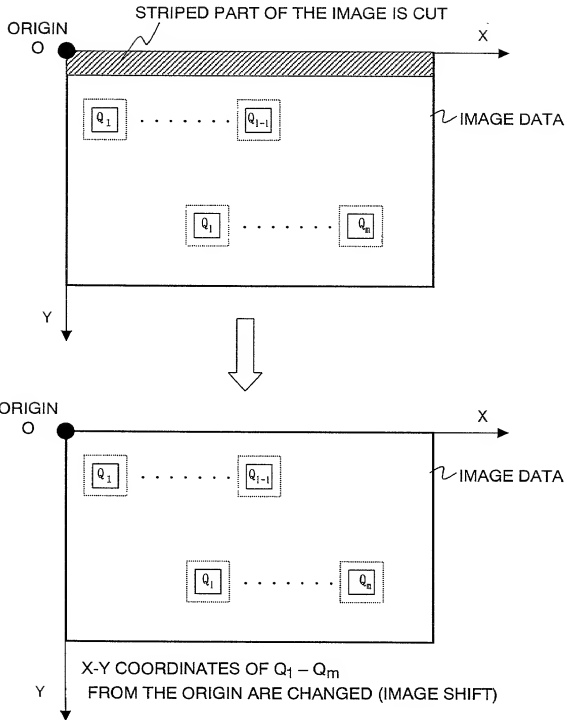 STRIPED PART OF THE IMAGE IS CUT
ORIGIN
O
X
Q1
Ql-1
IMAGE DATA
Ql
Qm
Y
ORIGIN
O
X
Q1
Ql-1
IMAGE DATA
Ql
Qm
X-Y COORDINATES OF Q1 – Qm
Y
FROM THE ORIGIN ARE CHANGED (IMAGE SHIFT)